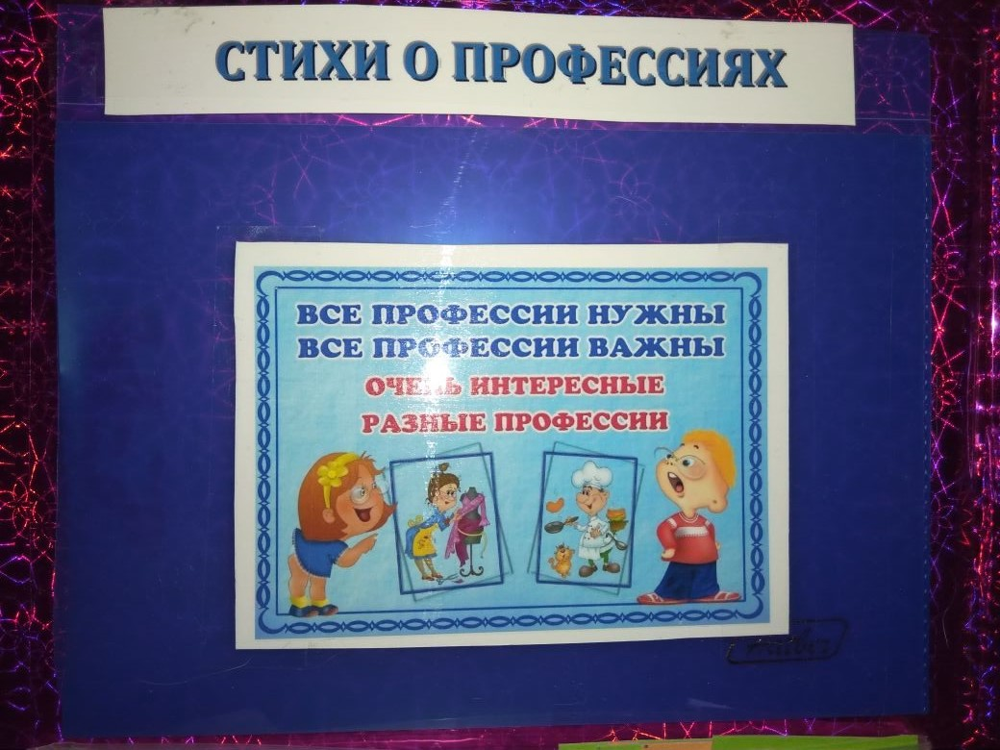 СТИХИ О ПРОФЕССИЯХ
ВСЕ ПРОФЕССИИ НУЖНЫ
ВСЕ ПРОФЕССИИ ВАЖНЫ
ОЧЕНЬ ИНТЕРЕСНЫЕ
РАЗНЫЕ ПРОФЕССИИ